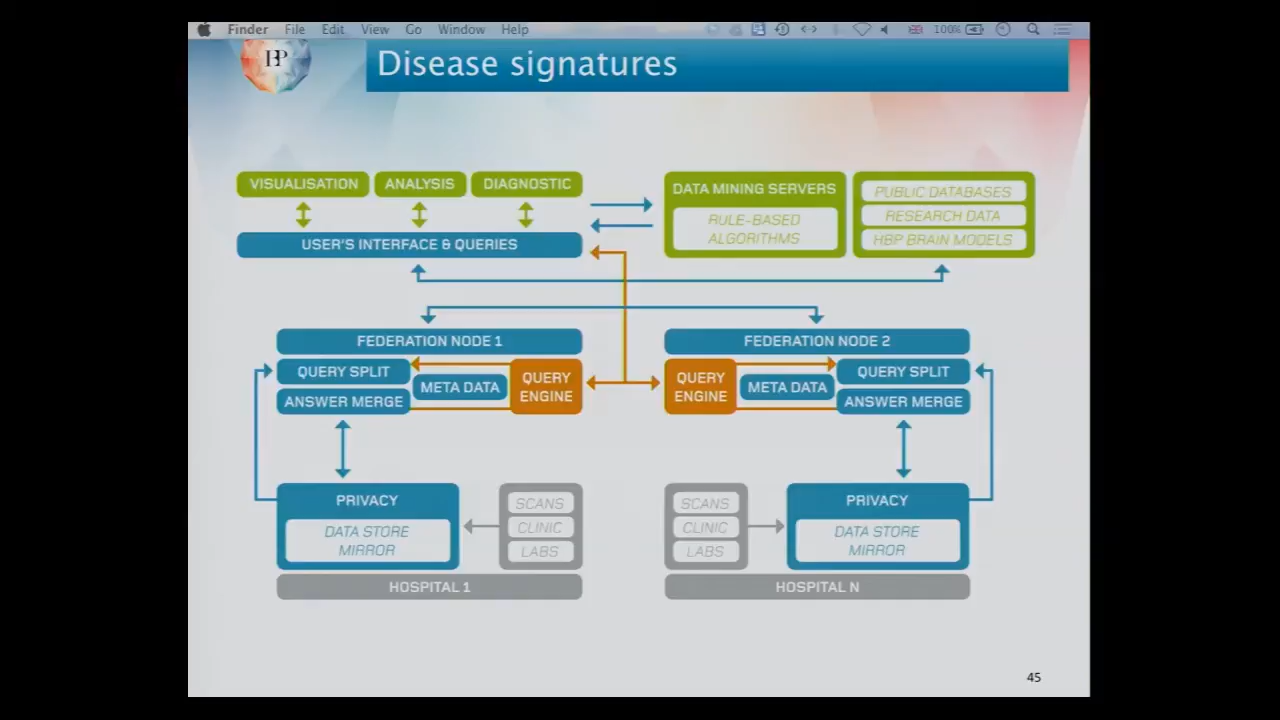 Finder File Edit View Go Window Help 100%
HBP Disease signatures
VISUALISATION ANALYSIS DIAGNOSTIC
USER'S INTERFACE & QUERIES
DATA MINING SERVERS
RULE-BASED
ALGORITHMS
PUBLIC DATABASES
RESEARCH DATA
HBP BRAIN MODELS
FEDERATION NODE 1
QUERY SPLIT
ANSWER MERGE
META DATA
QUERY
ENGINE
FEDERATION NODE 2
QUERY
ENGINE
META DATA
QUERY SPLIT
ANSWER MERGE
PRIVACY
DATA STORE
MIRROR
SCANS
CLINIC
LABS
HOSPITAL 1
SCANS
CLINIC
LABS
PRIVACY
DATA STORE
MIRROR
HOSPITAL N
45